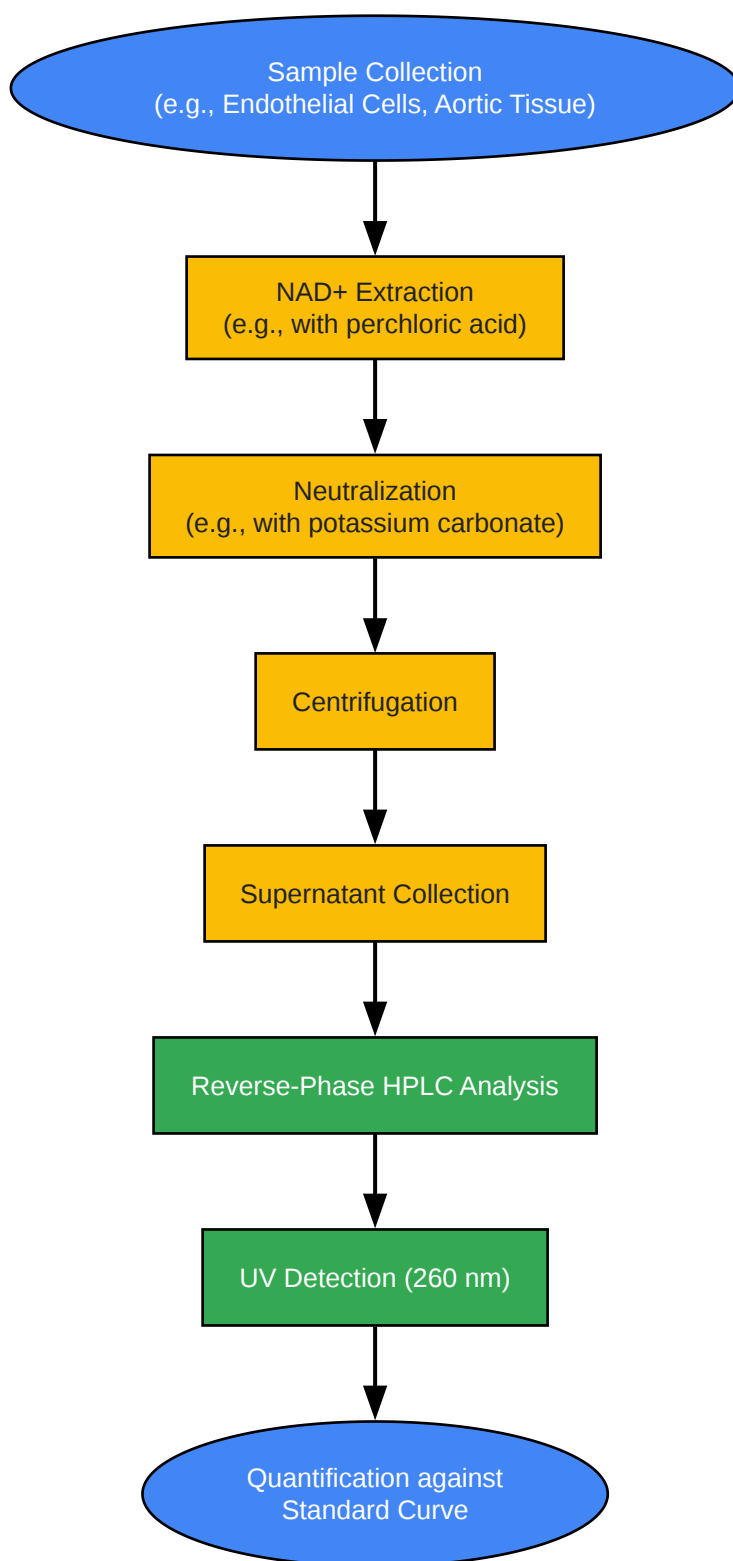 Sample Collection
(e.g., Endothelial Cells, Aortic Tissue)
NAD+ Extraction
(e.g., with perchloric acid)
Neutralization
(e.g., with potassium carbonate)
Centrifugation
Supernatant Collection
Reverse-Phase HPLC Analysis
UV Detection (260 nm)
Quantification against
Standard Curve